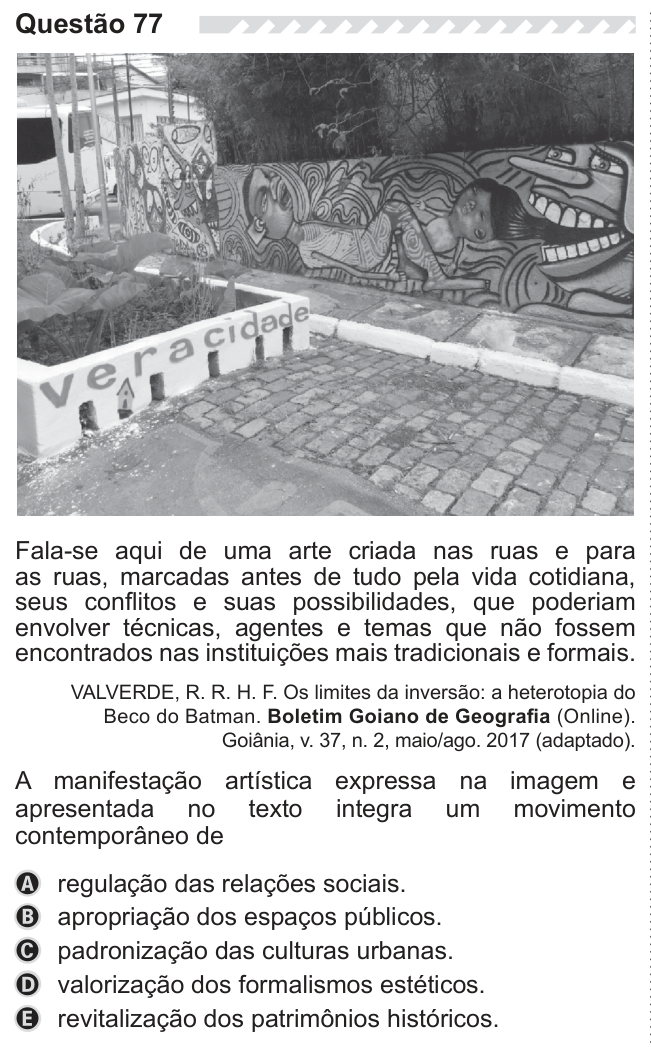 Questão 77
veracidade
Fala-se aqui de uma arte criada nas ruas e para
as ruas, marcadas antes de tudo pela vida cotidiana,
seus conflitos e suas possibilidades, que poderiam
envolver técnicas, agentes e temas que não fossem
encontrados nas instituições mais tradicionais e formais.
VALVERDE, R. R. H. F. Os limites da inversão: a heterotopia do
Beco do Batman. Boletim Goiano de Geografia (Online).
Goiânia, v. 37, n. 2, maio/ago. 2017 (adaptado).
A manifestação artística expressa na imagem e
apresentada no texto integra um movimento
contemporâneo de
A regulação das relações sociais.
B apropriação dos espaços públicos.
C padronização das culturas urbanas.
D valorização dos formalismos estéticos.
E revitalização dos patrimônios históricos.